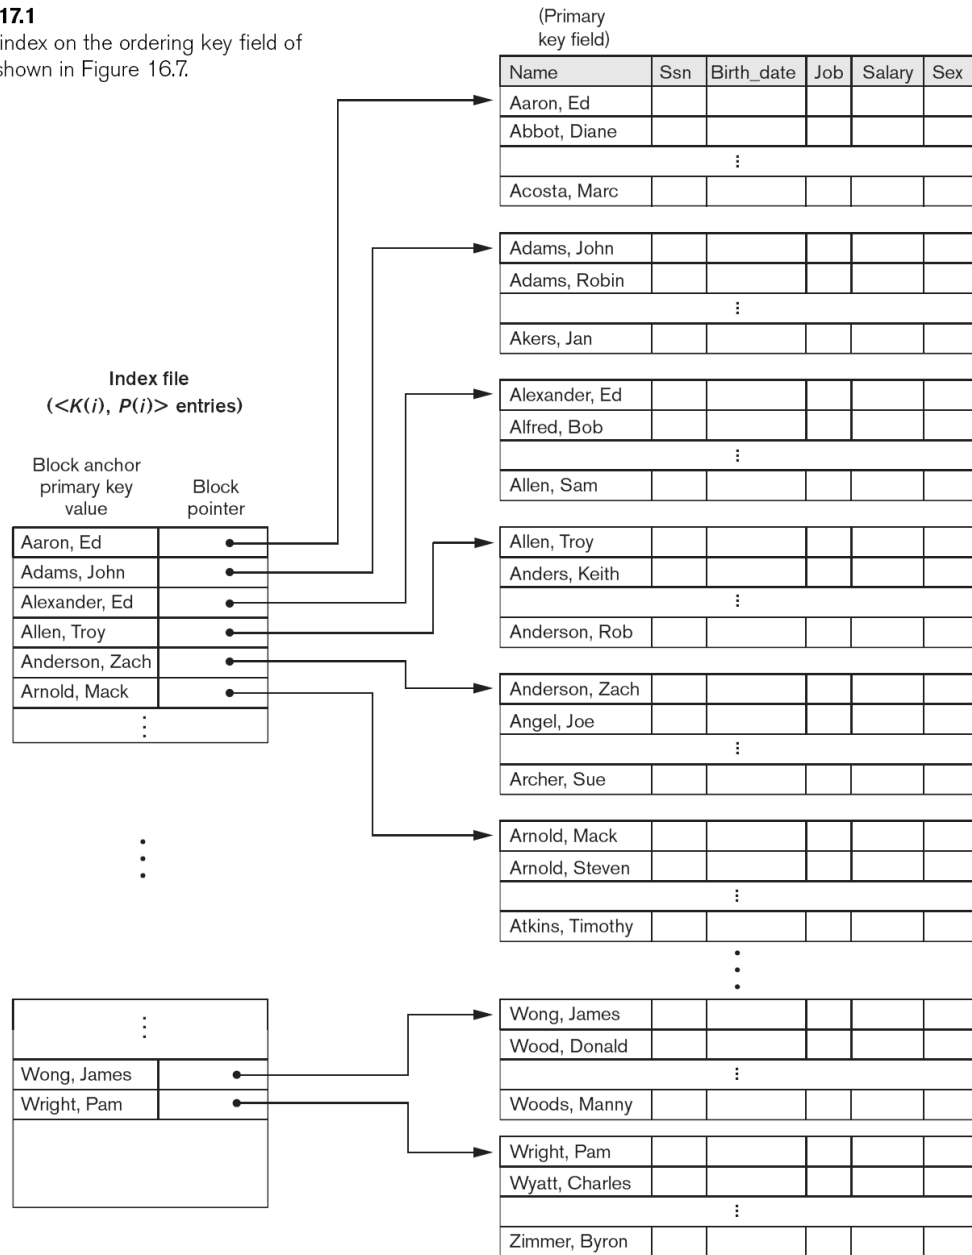 17.1
index on the ordering key field of
shown in Figure 16.7.
(Primary
key field)
Name Ssn Birth_date Job Salary Sex
Aaron, Ed
Abbot, Diane
⋮
Acosta, Marc
Adams, John
Adams, Robin
⋮
Akers, Jan
Alexander, Ed
Alfred, Bob
⋮
Allen, Sam
Allen, Troy
Anders, Keith
⋮
Anderson, Rob
Anderson, Zach
Angel, Joe
⋮
Archer, Sue
Arnold, Mack
Arnold, Steven
⋮
Atkins, Timothy
⋮
Wong, James
Wood, Donald
⋮
Woods, Manny
Wright, Pam
Wyatt, Charles
⋮
Zimmer, Byron
Index file
(<K(i), P(i)> entries)
Block anchor
primary key
value
Block
pointer
Aaron, Ed
Adams, John
Alexander, Ed
Allen, Troy
Anderson, Zach
Arnold, Mack
⋮
⋮
⋮
Wong, James
Wright, Pam